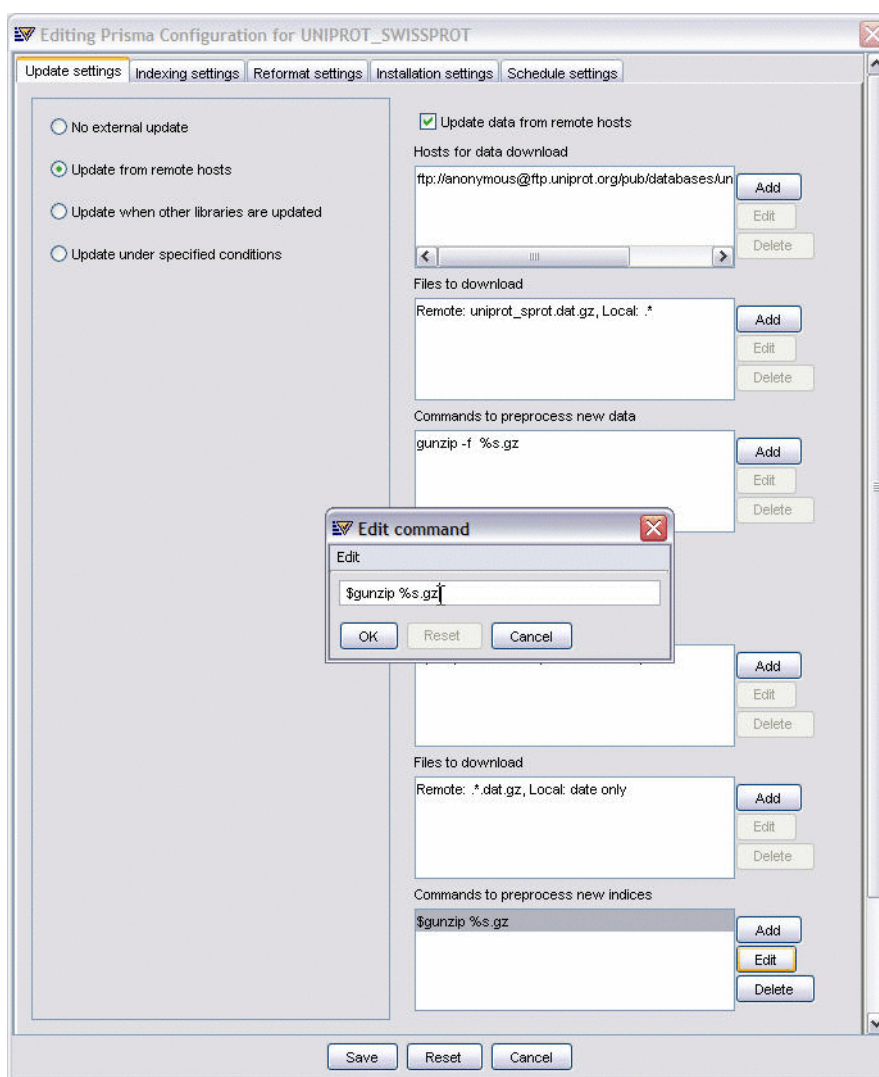 Editing Prisma Configuration for UNIPROT_SWISSPROT
Update settings
Indexing settings
Reformat settings
Installation settings
Schedule settings
No external update
Update from remote hosts
Update when other libraries are updated
Update under specified conditions
Update data from remote hosts
Hosts for data download
ftp://anonymous@ftp.uniprot.org/pub/databases/un
Add
Edit
Delete
Files to download
Remote: uniprot_sprot.dat.gz, Local: .*
Add
Edit
Delete
Commands to preprocess new data
gunzip -f %s.gz
Add
Edit
Delete
Edit command
Edit
$gunzip %s.gz
OK
Reset
Cancel
Add
Edit
Delete
Files to download
Remote: .*.dat.gz, Local: date only
Add
Edit
Delete
Commands to preprocess new indices
$gunzip %s.gz
Add
Edit
Delete
Save
Reset
Cancel